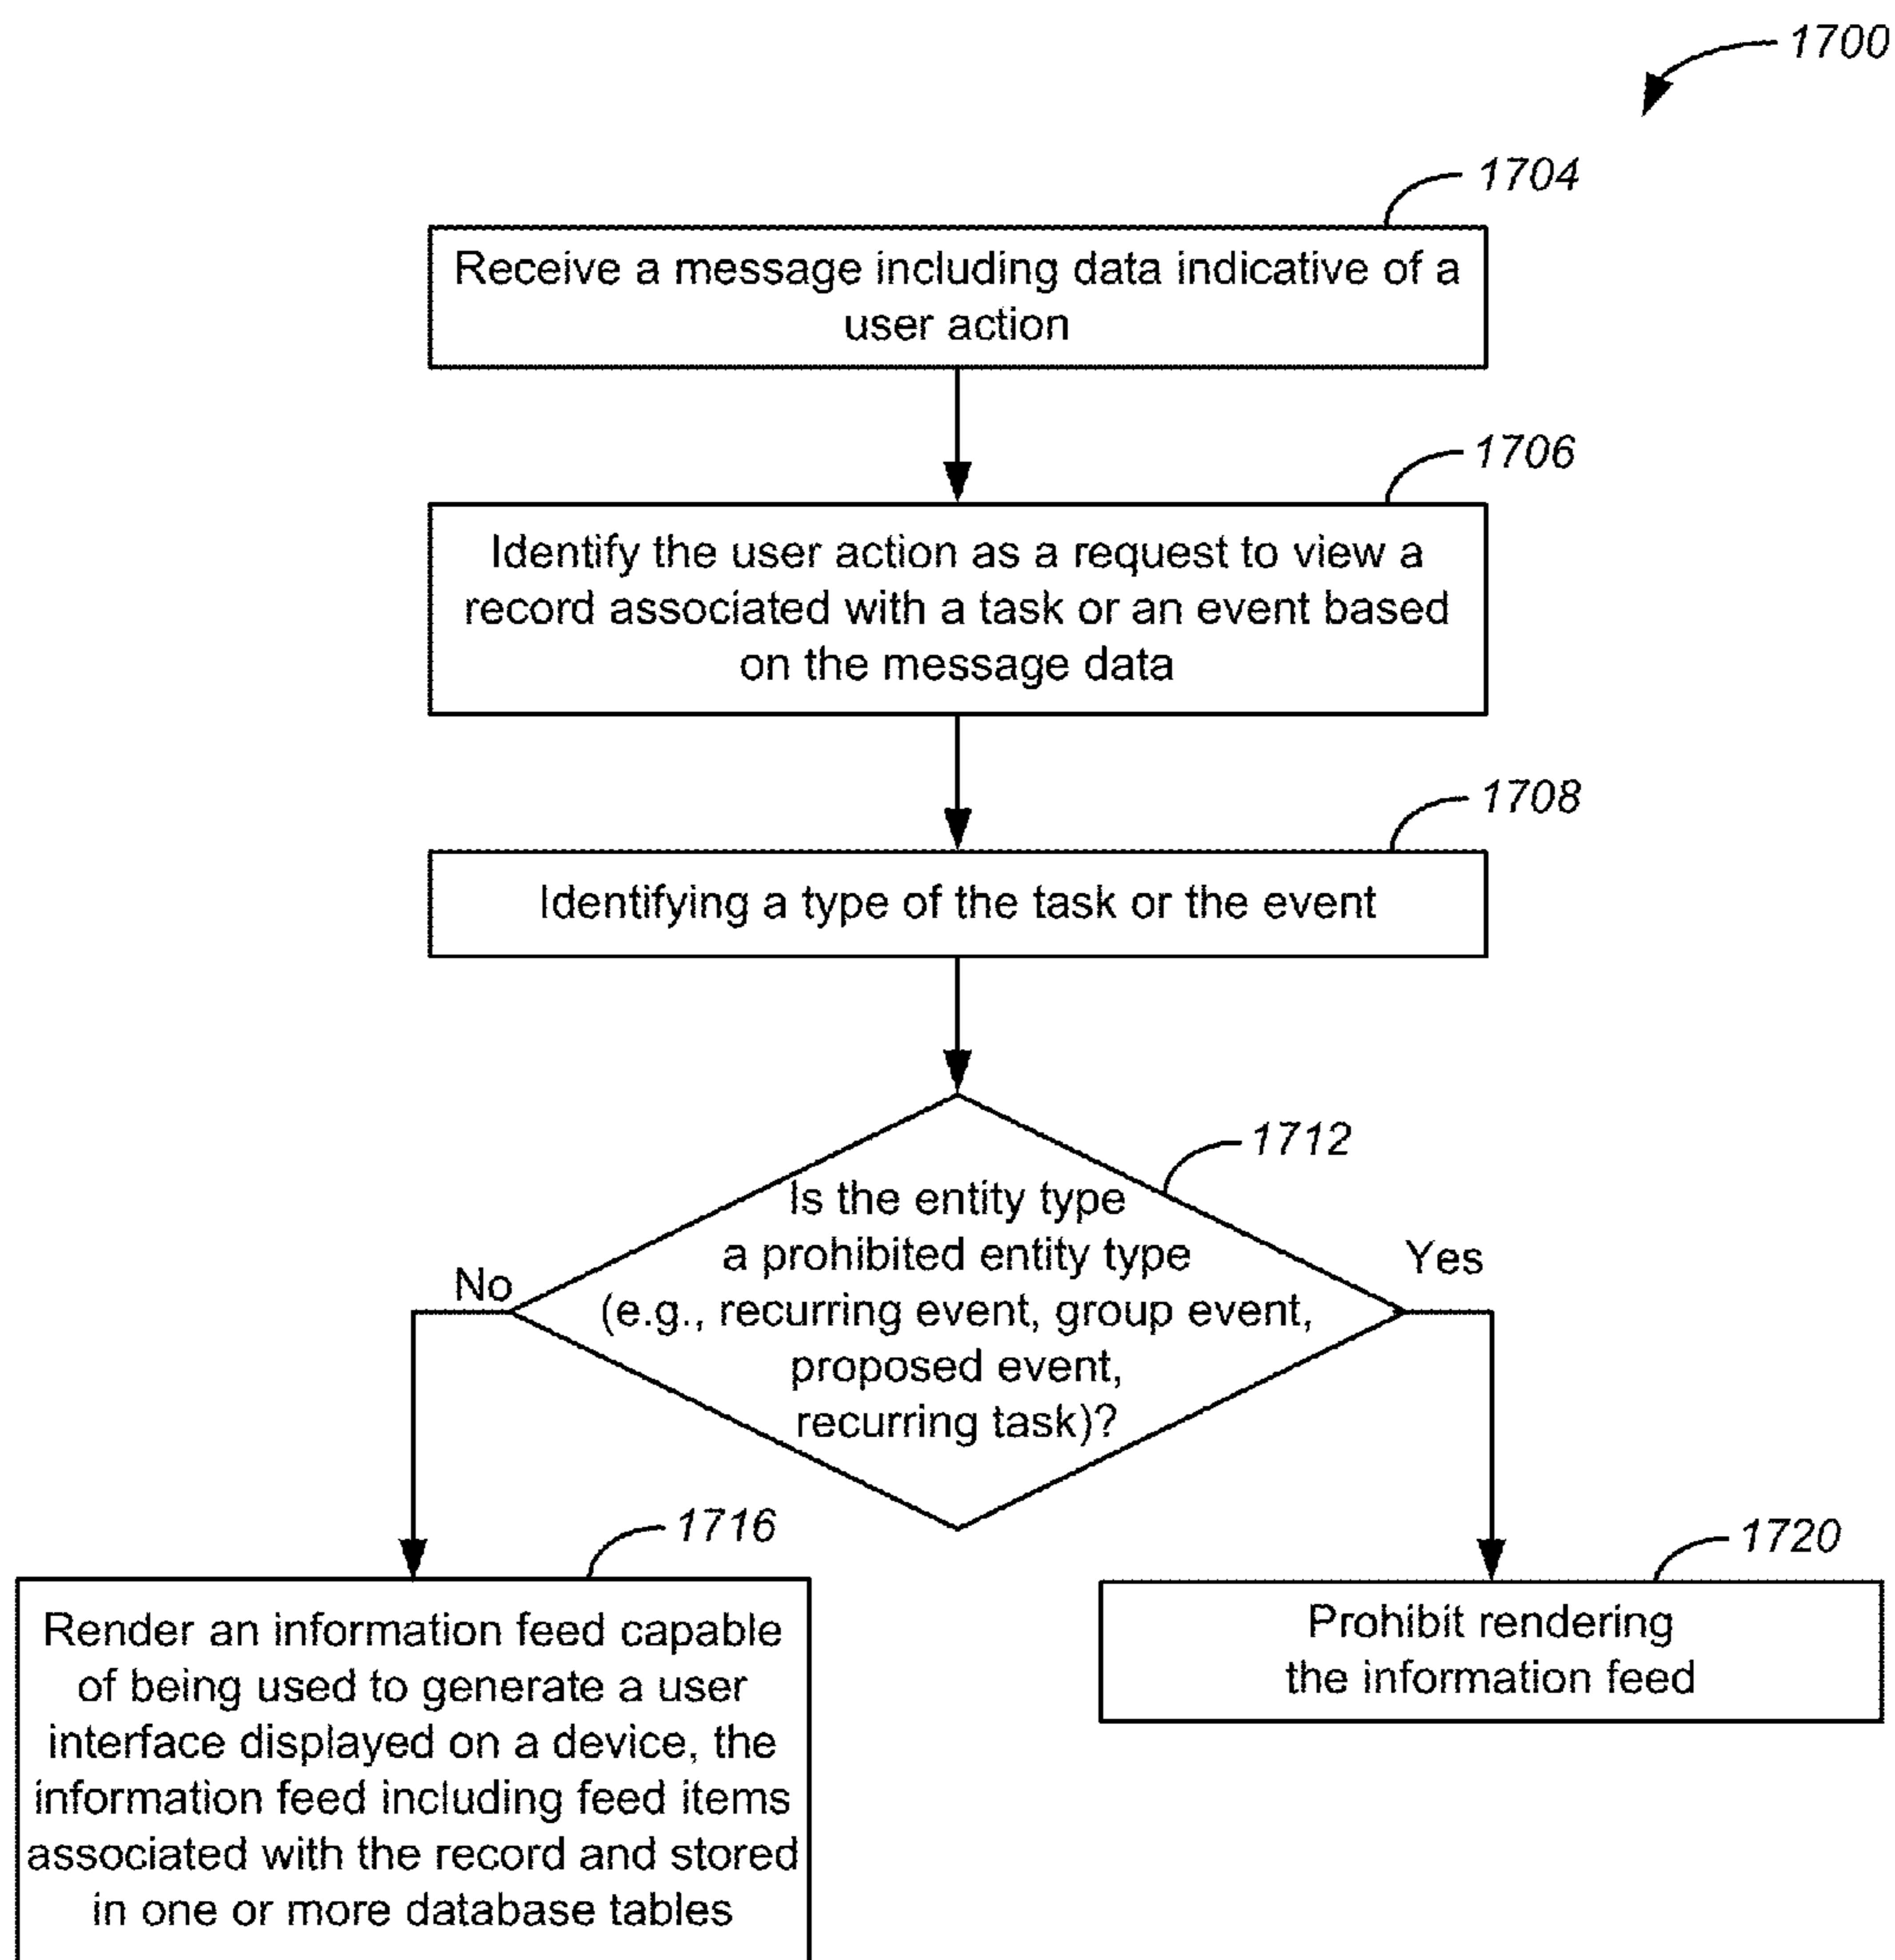 1700
1704
Receive a message including data indicative of a
user action
1706
Identify the user action as a request to view a
record associated with a task or an event based
on the message data
1708
Identifying a type of the task or the event
1712
Is the entity type
a prohibited entity type
(e.g., recurring event, group event,
proposed event,
recurring task)?
No
Yes
1716
Render an information feed capable
of being used to generate a user
interface displayed on a device, the
information feed including feed items
associated with the record and stored
in one or more database tables
1720
Prohibit rendering
the information feed